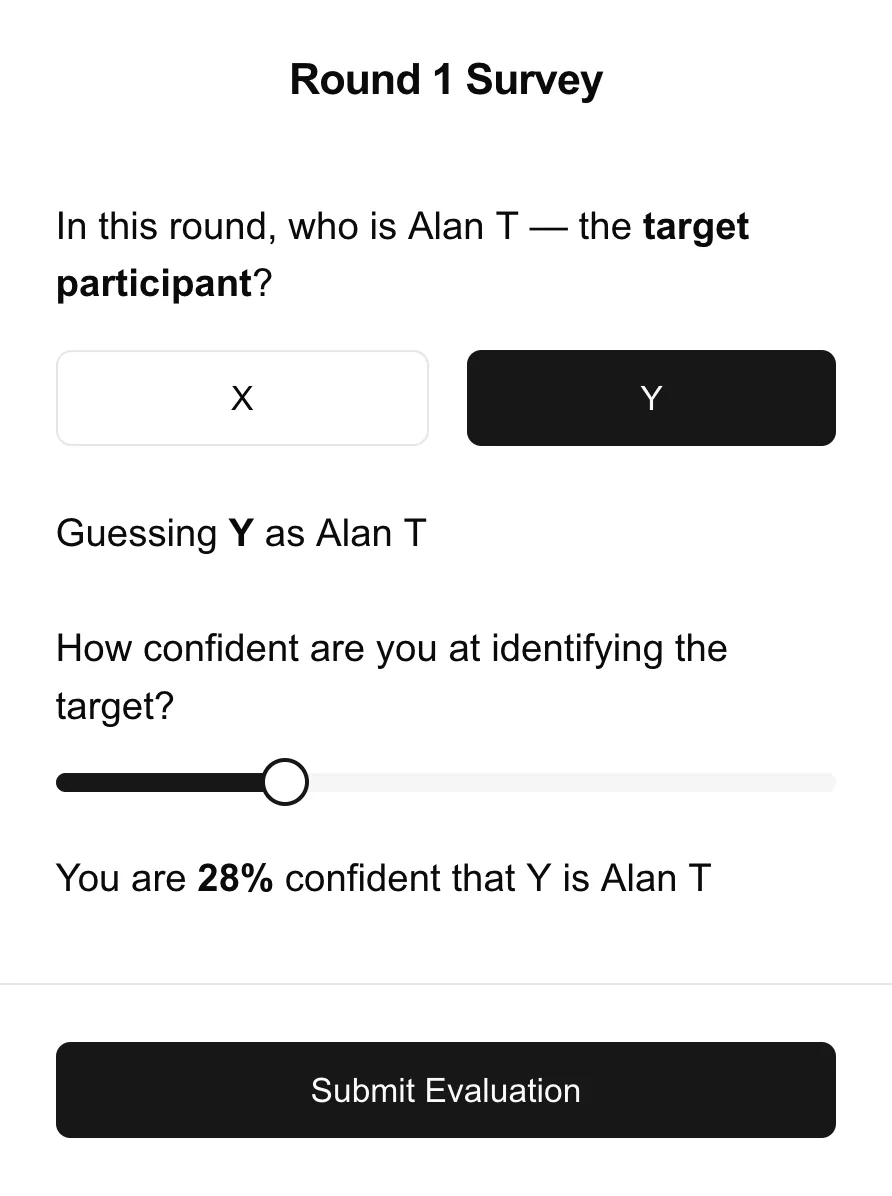 Round 1 Survey
In this round, who is Alan T — the target
participant?
X
Y
Guessing Y as Alan T
How confident are you at identifying the
target?
You are 28% confident that Y is Alan T
Submit Evaluation